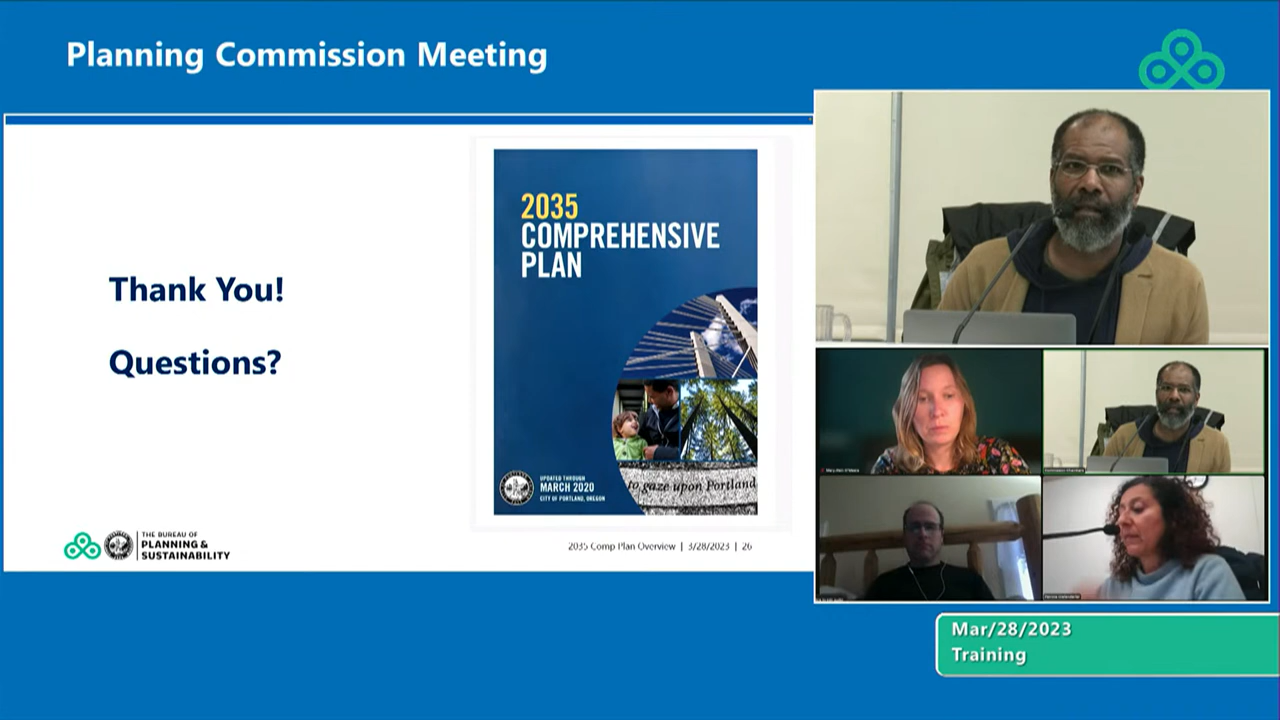 Planning Commission Meeting
Thank You!
Questions?
2035
COMPREHENSIVE
PLAN
UPDATED THROUGH
MARCH 2020
CITY OF PORTLAND, OREGON
to gaze upon Portland
THE BUREAU OF
PLANNING &
SUSTAINABILITY
2035 Comp Plan Overview | 3/28/2023 | 26
Commission Chambers
Mar/28/2023
Training